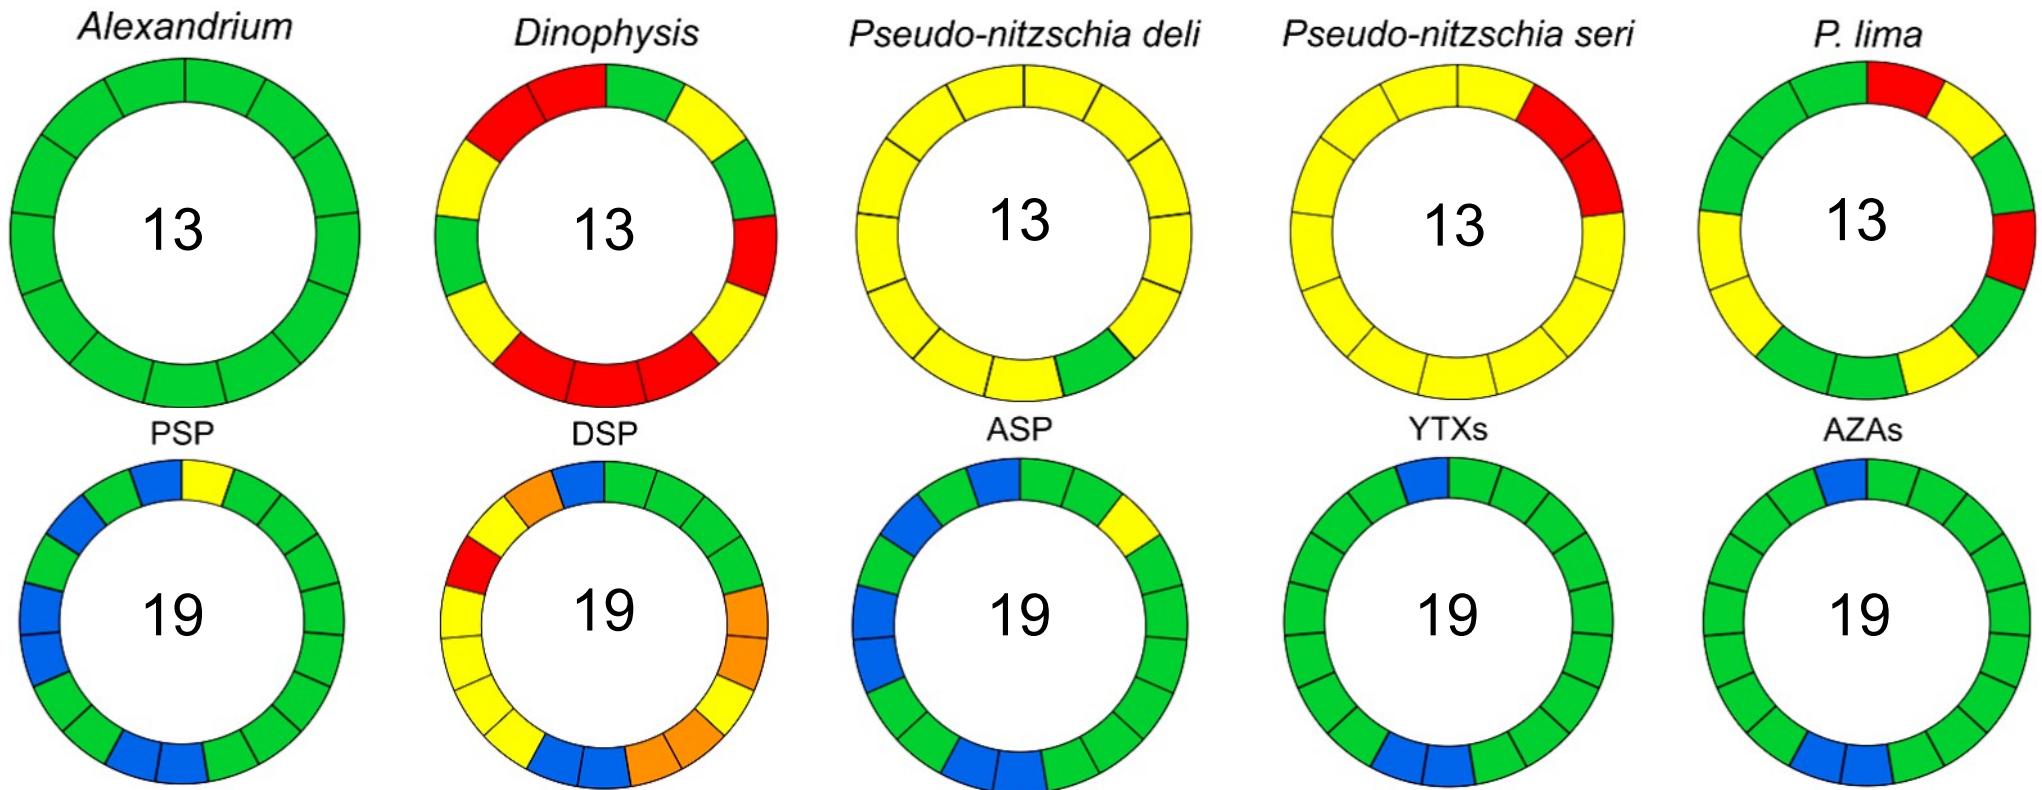 Alexandrium
Dinophysis
Pseudo-nitzschia deli
Pseudo-nitzschia seri
P. lima
13
13
13
13
13
PSP
DSP
ASP
YTXs
AZAs
19
19
19
19
19